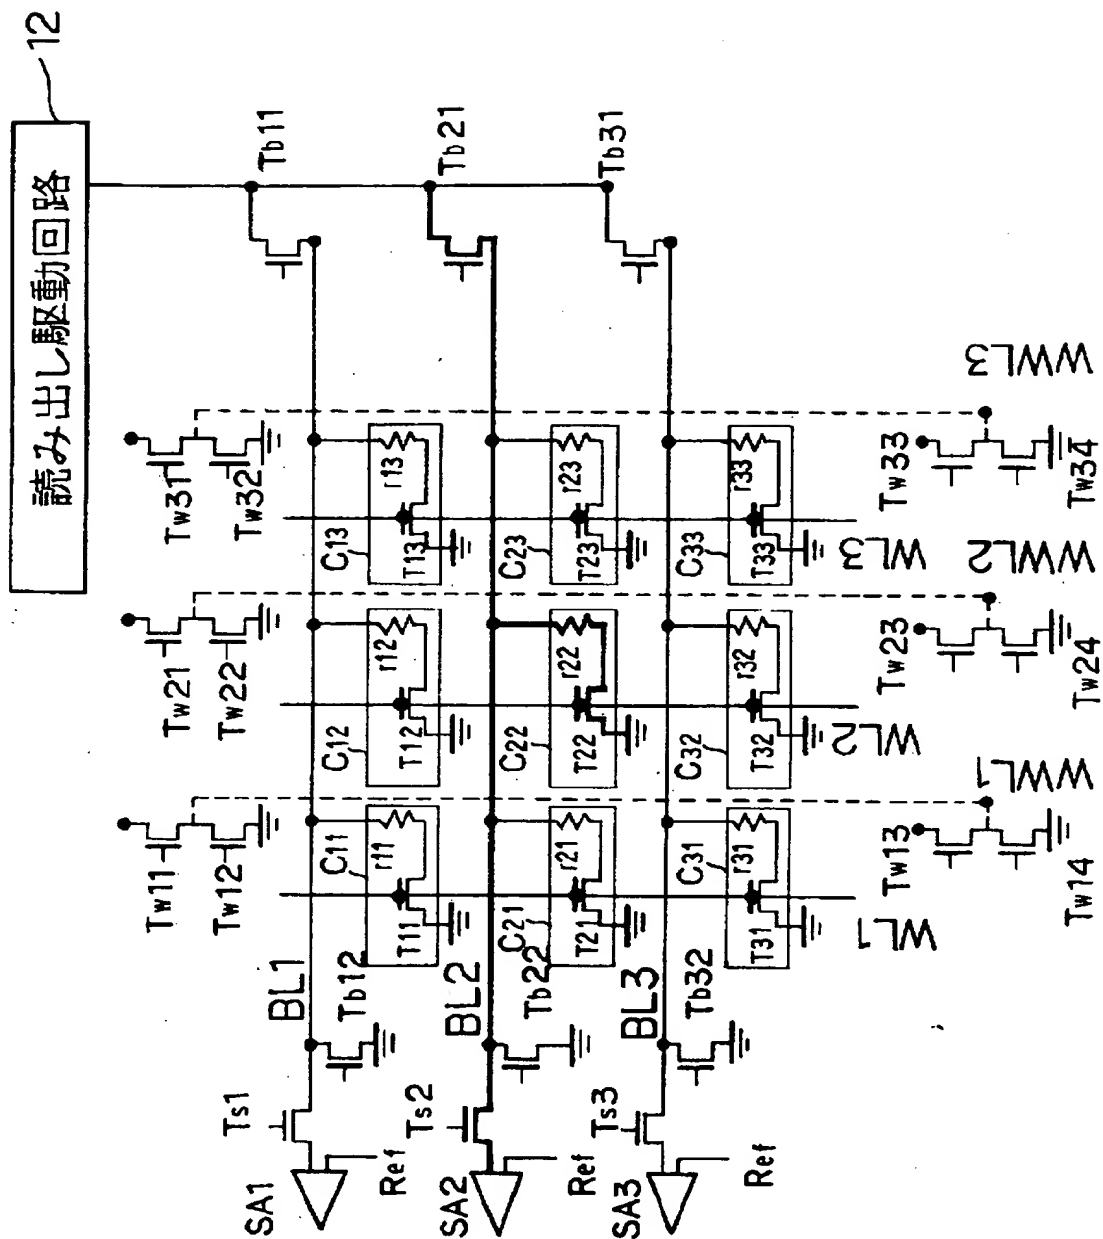 読み出し駆動回路
12
Tb11
Tb21
Tb31
Tw31
Tw32
Tw21
Tw22
Tw11
Tw12
C13
r13
T13
C12
r12
T12
C11
r11
T11
C23
r23
T23
C22
r22
T22
C21
r21
T21
C33
r33
T33
C32
r32
T32
C31
r31
T31
WL3
WL2
WL1
WWL3
WWL2
WWL1
Tw33
Tw34
Tw23
Tw24
Tw13
Tw14
BL1
Tb12
BL2
Tb22
BL3
Tb32
Ts1
Ts2
Ts3
SA1
Ref
SA2
Ref
SA3
Ref